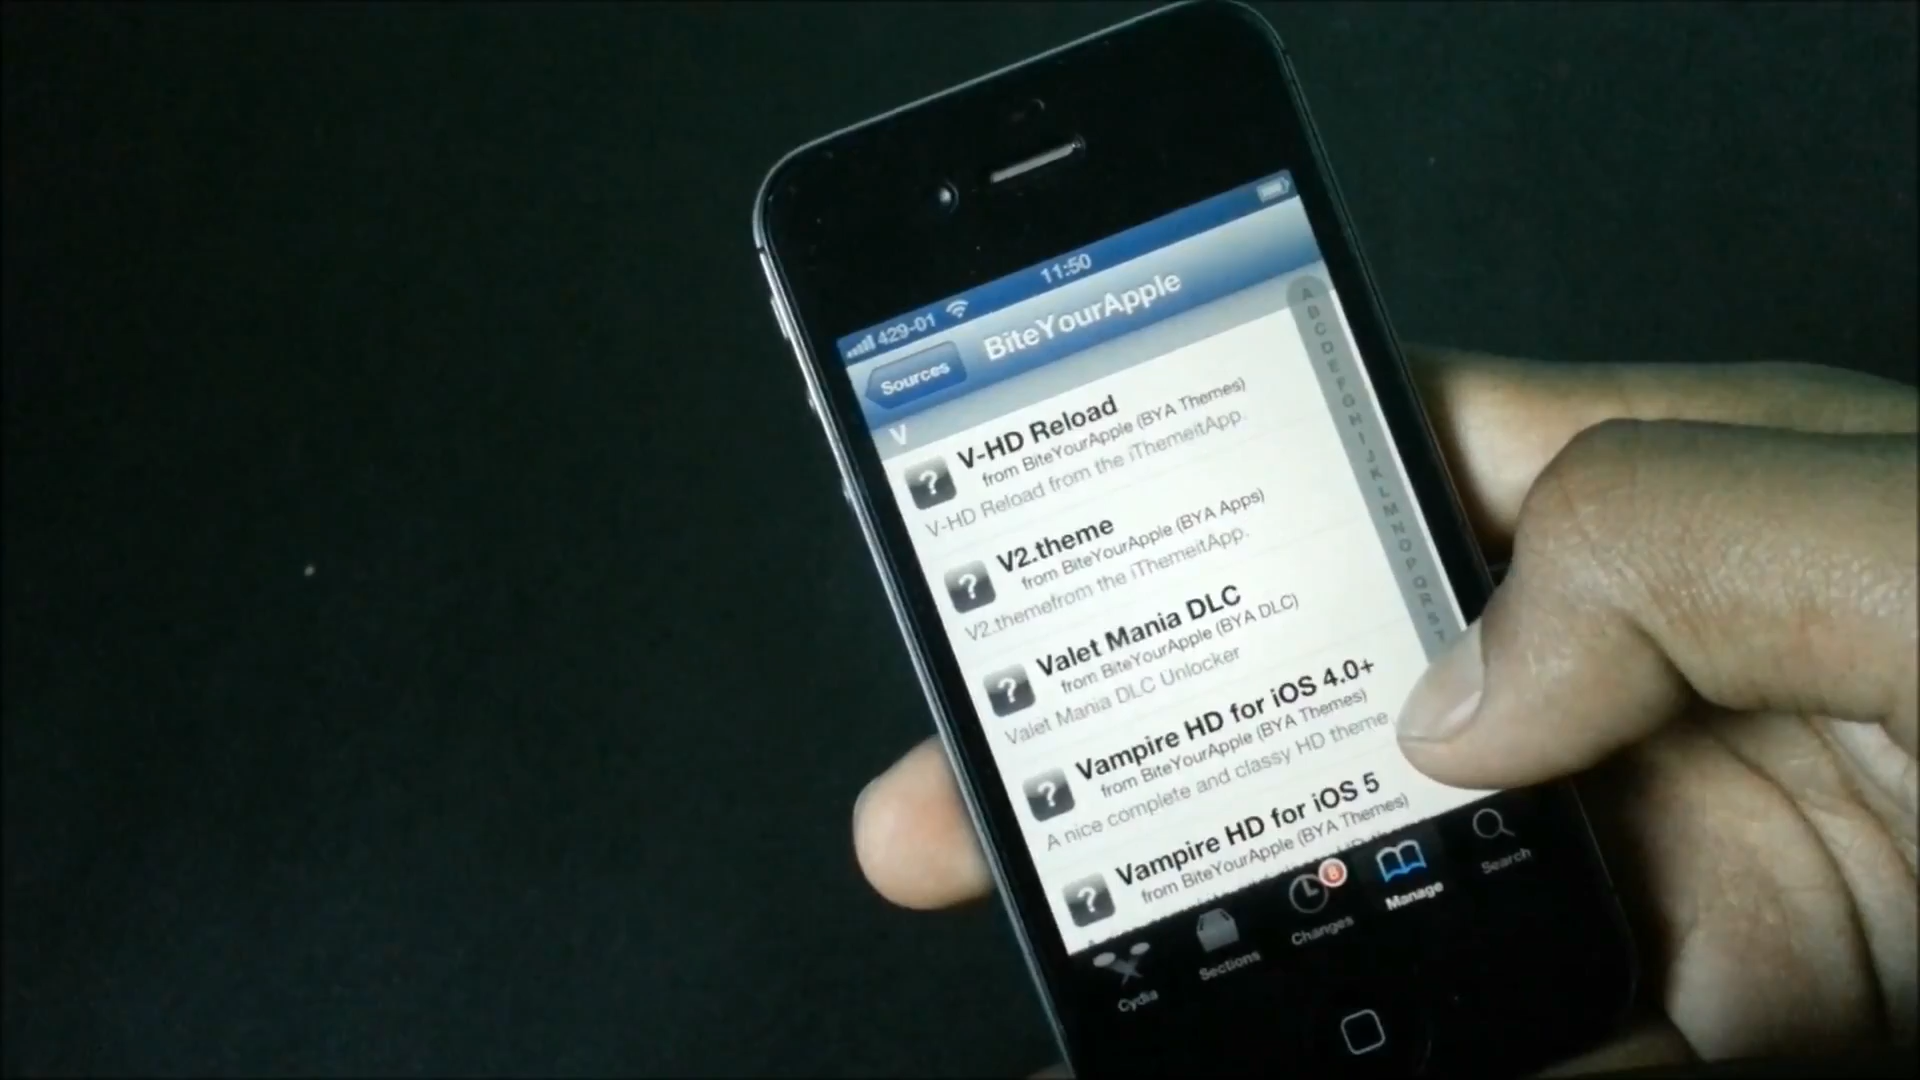 429-01
11:50
Sources
BiteYourApple
V
V-HD Reload
from BiteYourApple (BYA Themes)
V-HD Reload from the iThemeitApp.
V2.theme
from BiteYourApple (BYA Apps)
V2.themefrom the iThemeitApp.
Valet Mania DLC
from BiteYourApple (BYA DLC)
Valet Mania DLC Unlocker
Vampire HD for iOS 4.0+
from BiteYourApple (BYA Themes)
A nice complete and classy HD theme.
Vampire HD for iOS 5
from BiteYourApple (BYA Themes)
A
B
C
D
E
F
G
H
I
J
K
L
M
N
O
P
Q
R
S
T
Cydia
Sections
8
Changes
Manage
Search